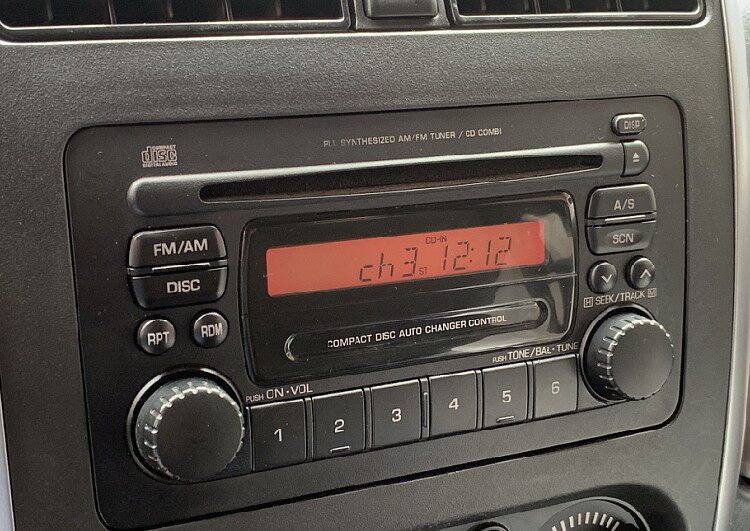 PLL SYNTHESIZED AM/FM TUNER / CD COMBI
DISP
COMPACT
disc
DIGITAL AUDIO
A/S
FM/AM
SCN
CD-IN
ch3 ST 12:12
DISC
SEEK/TRACK
RPT
RDM
COMPACT DISC AUTO CHANGER CONTROL
PUSH TONE/BAL・TUNE
PUSH ON・VOL
1 2 3 4 5 6